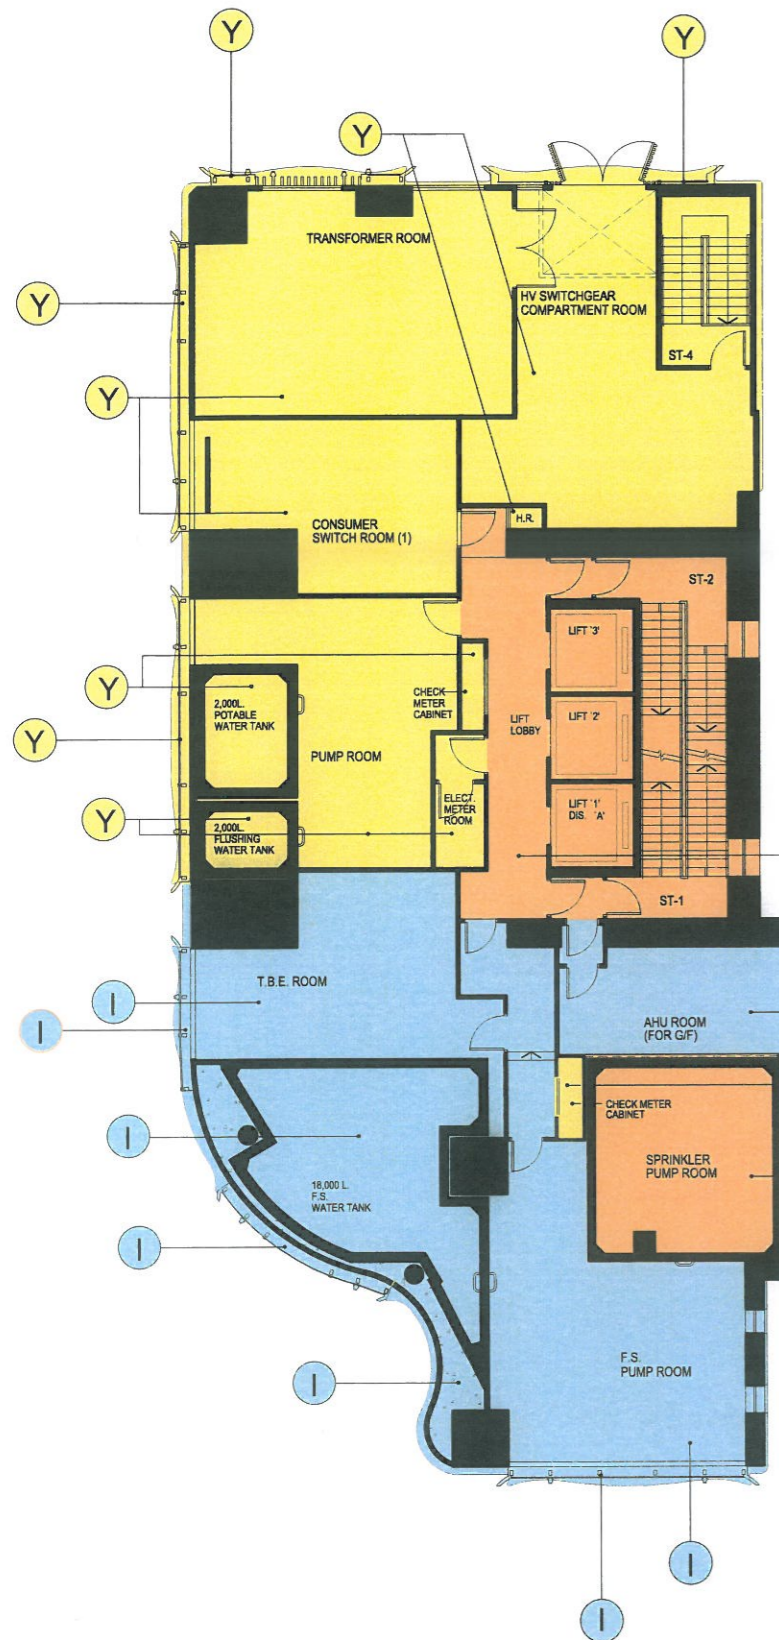 Y
Y
Y
TRANSFORMER ROOM
HV SWITCHGEAR
COMPARTMENT ROOM
Y
ST-4
Y
CONSUMER
SWITCH ROOM (1)
H.R.
ST-2
LIFT '3'
Y
2,000L.
POTABLE
WATER TANK
CHECK
METER
CABINET
LIFT
LOBBY
LIFT '2'
Y
PUMP ROOM
ELECT.
METER
ROOM
LIFT '1'
DIS. 'A'
Y
2,000L.
FLUSHING
WATER TANK
ST-1
T.B.E. ROOM
I
I
AHU ROOM
(FOR G/F)
CHECK METER
CABINET
I
18,000 L.
F.S.
WATER TANK
SPRINKLER
PUMP ROOM
I
I
F.S.
PUMP ROOM
I
I